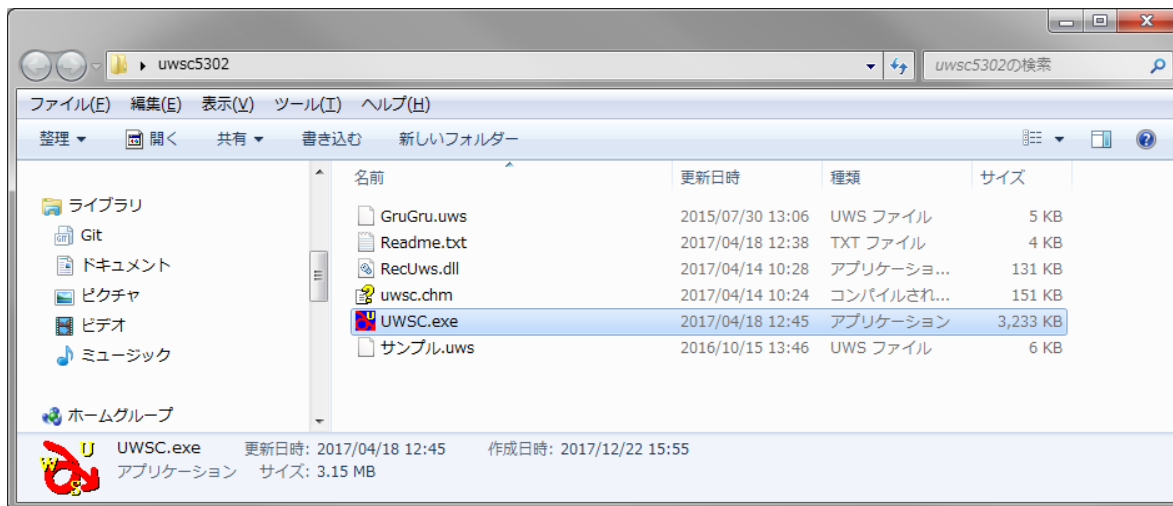 uwsc5302
uwsc5302の検索
ファイル(F) 編集(E) 表示(V) ツール(T) ヘルプ(H)
整理 開く 共有 書き込む 新しいフォルダー
名前 更新日時 種類 サイズ
ライブラリ
Git
ドキュメント
ピクチャ
ビデオ
ミュージック
ホームグループ
GruGru.uws 2015/07/30 13:06 UWS ファイル 5 KB
Readme.txt 2017/04/18 12:38 TXT ファイル 4 KB
RecUws.dll 2017/04/14 10:28 アプリケーショ... 131 KB
uwsc.chm 2017/04/14 10:24 コンパイルされ... 151 KB
UWSC.exe 2017/04/18 12:45 アプリケーション 3,233 KB
サンプル.uws 2016/10/15 13:46 UWS ファイル 6 KB
UWSC.exe 更新日時: 2017/04/18 12:45 作成日時: 2017/12/22 15:55
アプリケーション サイズ: 3.15 MB